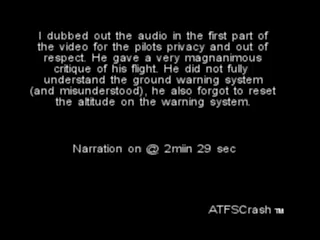 I dubbed out the audio in the first part of
the video for the pilots privacy and out of
respect. He gave a very magnanimous
critique of his flight. He did not fully
understand the ground warning system
(and misunderstood), he also forgot to reset
the altitude on the warning system.
Narration on @ 2miin 29 sec
ATFSCrash ™